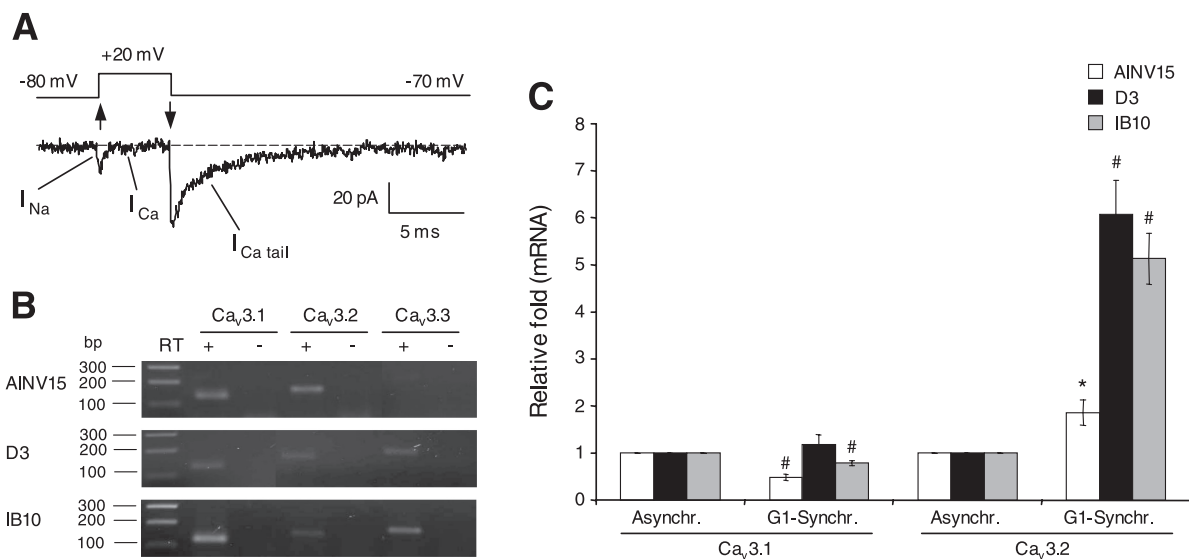 A
+20 mV
-80 mV
-70 mV
I Na
I Ca
I Ca tail
20 pA
5 ms
B
Cav3.1 Cav3.2 Cav3.3
bp RT + - + - + -
AINV15
300
200
100
D3
300
200
100
IB10
300
200
100
C
AINV15
D3
IB10
Relative fold (mRNA)
8
7
6
5
4
3
2
1
0
# # * # #
Asynchr. G1-Synchr. Asynchr. G1-Synchr.
Cav3.1 Cav3.2